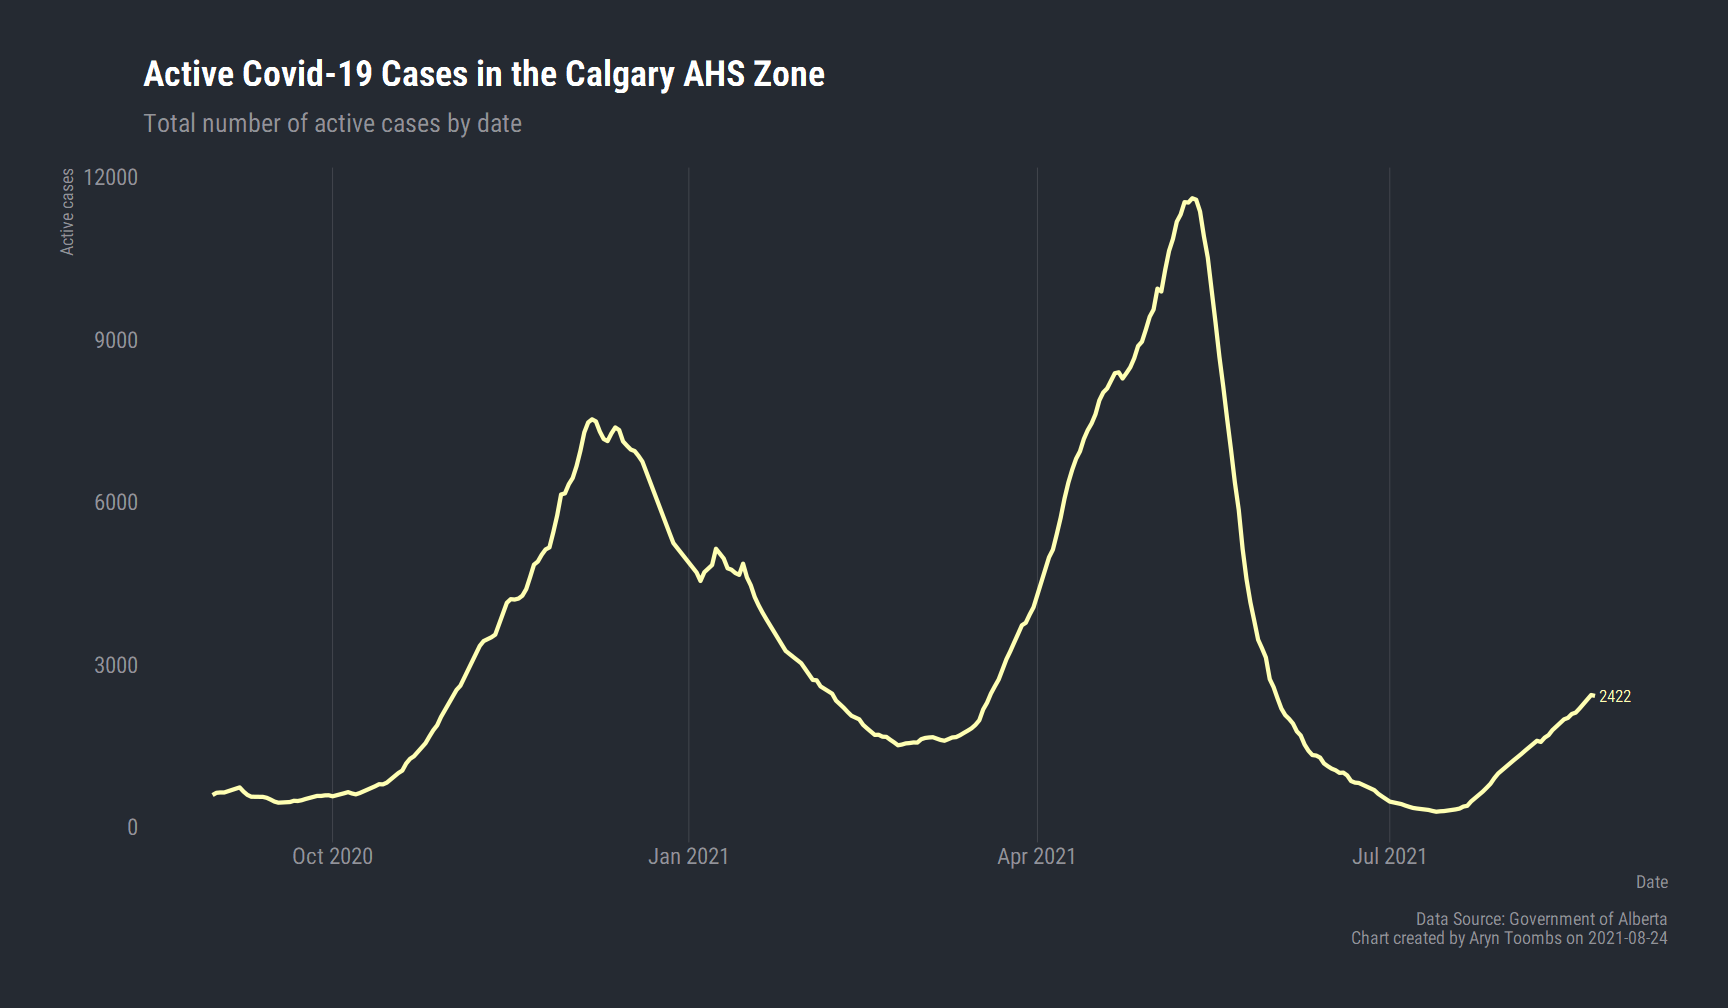 Active Covid-19 Cases in the Calgary AHS Zone
Total number of active cases by date
Active cases
12000
9000
6000
3000
0
2422
Oct 2020
Jan 2021
Apr 2021
Jul 2021
Date
Data Source: Government of Alberta
Chart created by Aryn Toombs on 2021-08-24